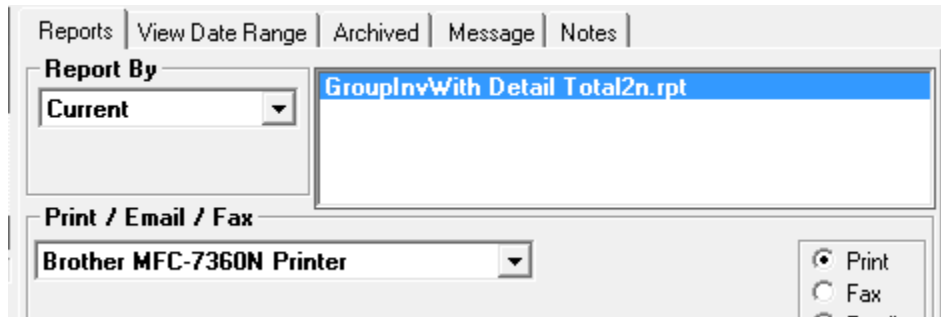 Reports View Date Range Archived Message Notes
Report By
Current
GroupInvWith Detail Total2n.rpt
Print / Email / Fax
Brother MFC-7360N Printer
Print
Fax